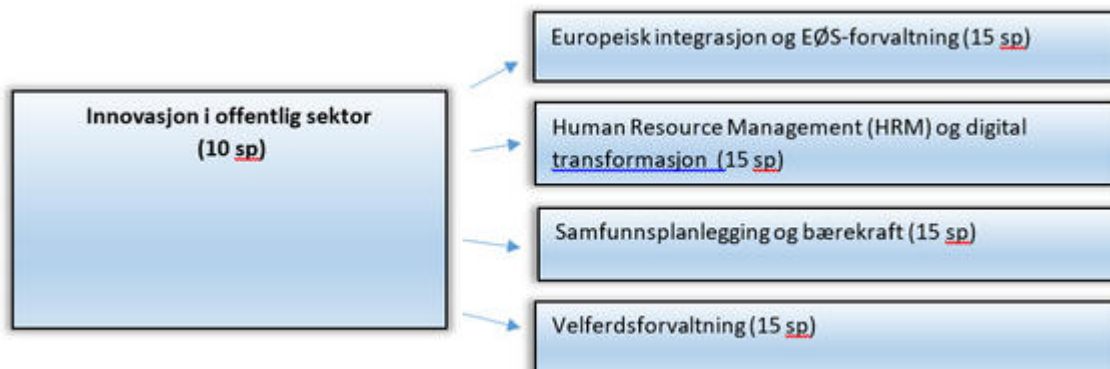 Innovasjon i offentlig sektor
(10 sp)
Europeisk integrasjon og EØS-forvaltning (15 sp)
Human Resource Management (HRM) og digital
transformasjon  (15 sp)
Samfunnsplanlegging og bærekraft (15 sp)
Velferdsforvaltning (15 sp)